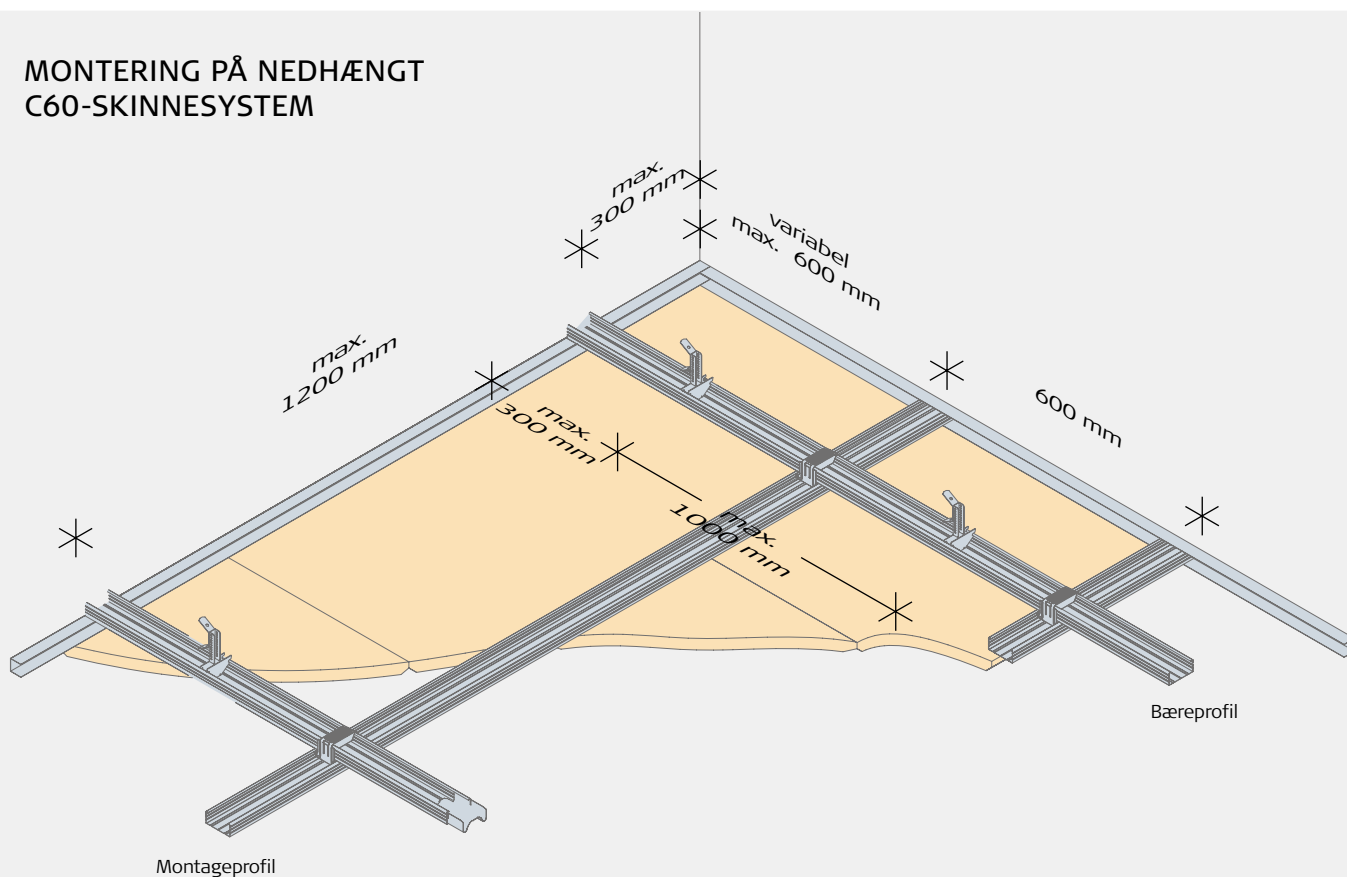 MONTERING PÅ NEDHÆNGT
C60-SKINNESYSTEM
max.
300 mm
variabel
max. 600 mm
max.
1200 mm
600 mm
max.
300 mm
max.
1000 mm
Bæreprofil
Montageprofil